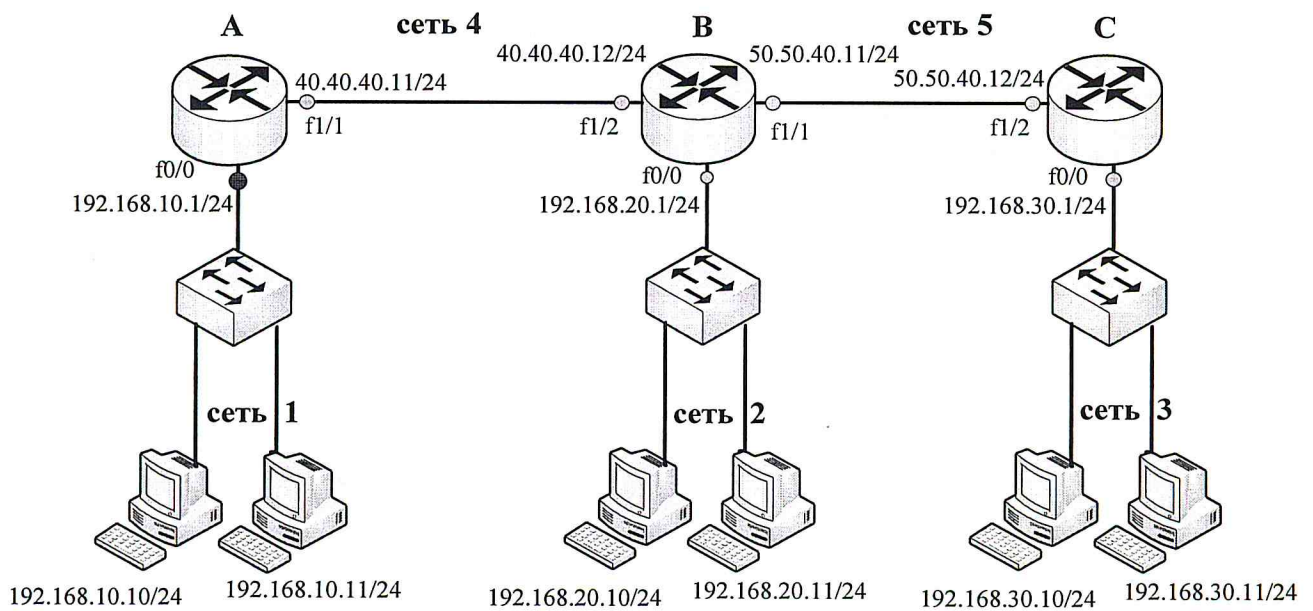 A
сеть 4
B
сеть 5
C
40.40.40.11/24
40.40.40.12/24
50.50.40.11/24
50.50.40.12/24
f1/1
f1/2
f1/1
f1/2
f0/0
f0/0
f0/0
192.168.10.1/24
192.168.20.1/24
192.168.30.1/24
сеть 1
сеть 2
сеть 3
192.168.10.10/24
192.168.10.11/24
192.168.20.10/24
192.168.20.11/24
192.168.30.10/24
192.168.30.11/24